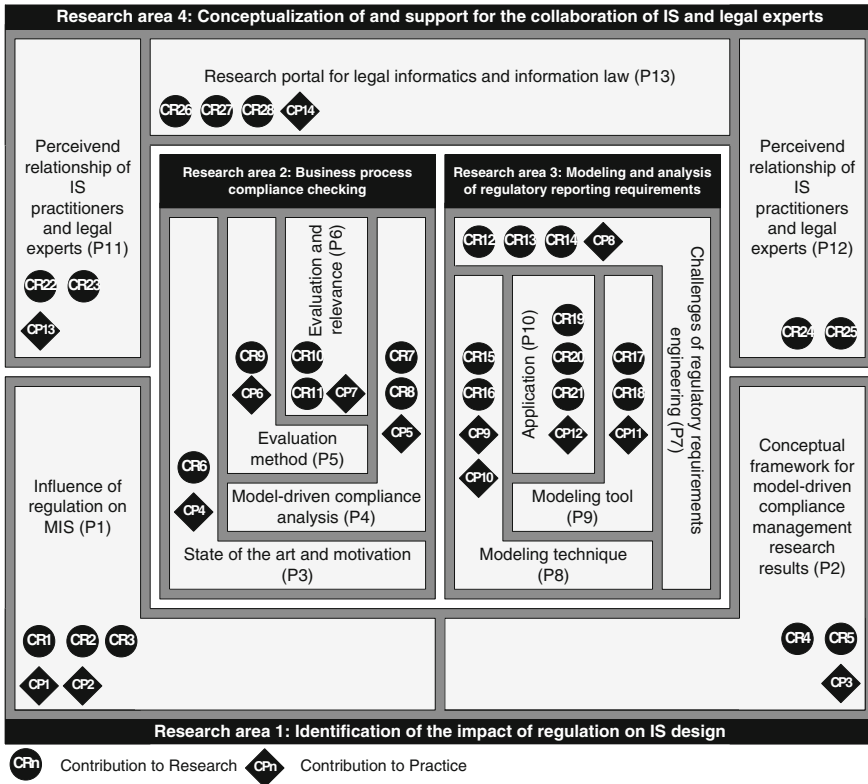 Research area 4: Conceptualization of and support for the collaboration of IS and legal experts
Research portal for legal informatics and information law (P13)
CR26 CR27 CR28 CP14
Perceivend
relationship of
IS
practitioners
and legal
experts (P11)
CR22 CR23
CP13
Perceivend
relationship of
IS
practitioners
and legal
experts (P12)
CR24 CR25
Research area 2: Business process
compliance checking
Evaluation and
relevance (P6)
CR10
CR11 CP7
CR9
CP6
Evaluation
method (P5)
CR7
CR8
CP5
Model-driven compliance
analysis (P4)
CR6
CP4
State of the art and motivation
(P3)
Research area 3: Modeling and analysis
of regulatory reporting requirements
CR12 CR13 CR14 CP8
Challenges of regulatory requirements
engineering (P7)
Application (P10)
CR19
CR20
CR21
CP12
CR17
CR18
CP11
Modeling tool
(P9)
CR15
CR16
CP9
CP10
Modeling technique
(P8)
Influence of
regulation on
MIS (P1)
CR1 CR2 CR3
CP1 CP2
Conceptual
framework for
model-driven
compliance
management
research
results (P2)
CR4 CR5
CP3
Research area 1: Identification of the impact of regulation on IS design
CRn Contribution to Research CPn Contribution to Practice